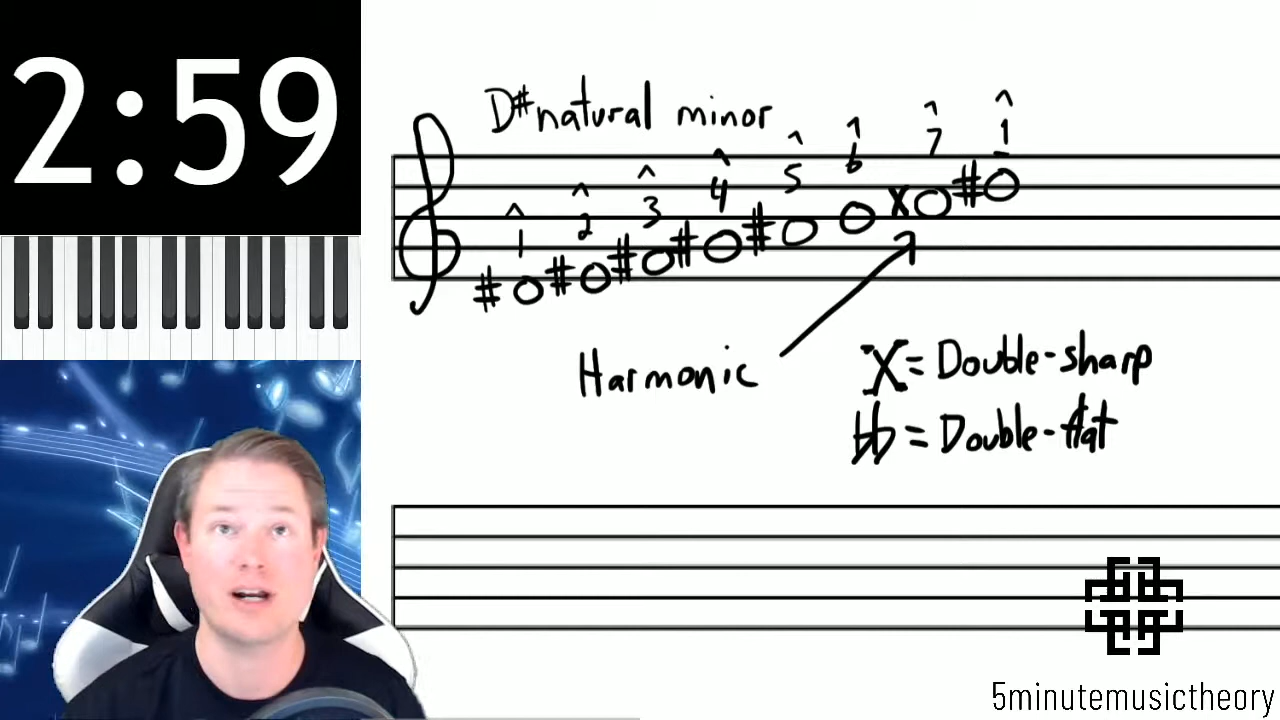 2:59
D# natural minor
^ ^ ^ ^ ^ ^ ^ ^
1 2 3 4 5 6 7 1
# # # # # x #
Harmonic
X = Double-sharp
bb = Double-flat
5minutemusictheory